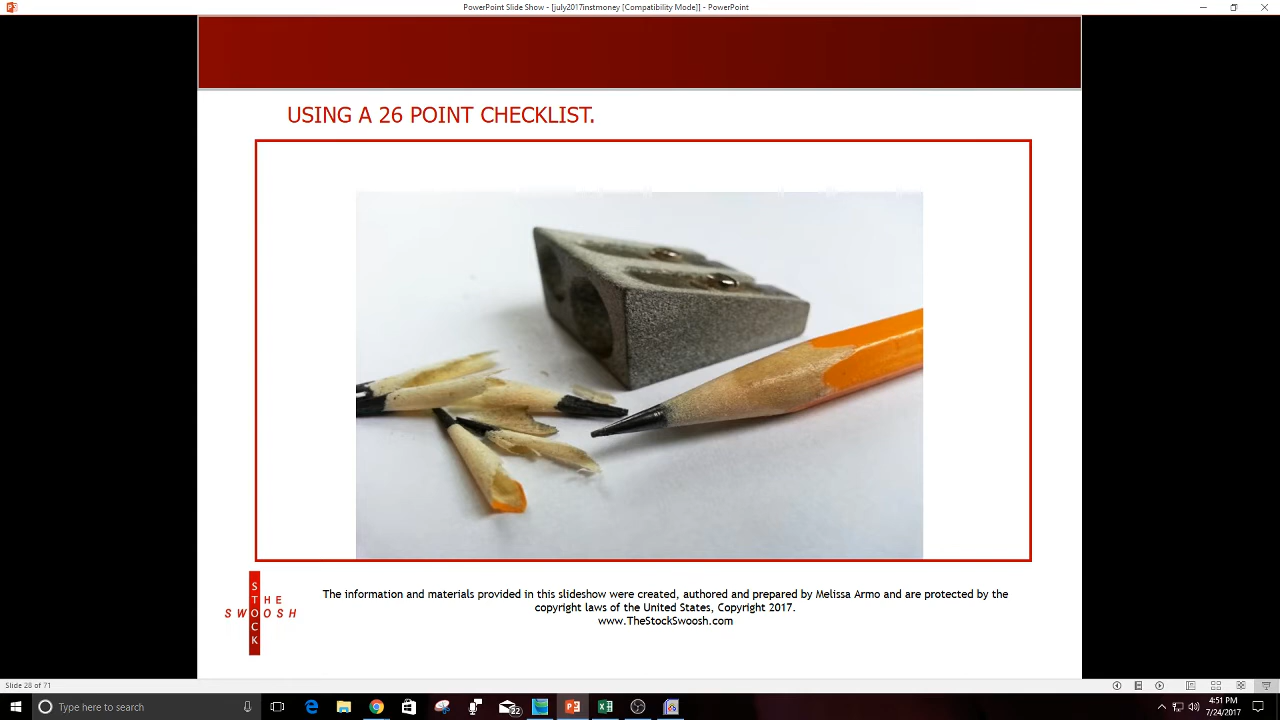 PowerPoint Slide Show - [july2017instmoney [Compatibility Mode]] - PowerPoint
USING A 26 POINT CHECKLIST.
THE
STOCK
SWOOSH
The information and materials provided in this slideshow were created, authored and prepared by Melissa Armo and are protected by the
copyright laws of the United States, Copyright 2017.
www.TheStockSwoosh.com
Slide 28 of 71
Type here to search
22
4:51 PM
7/24/2017